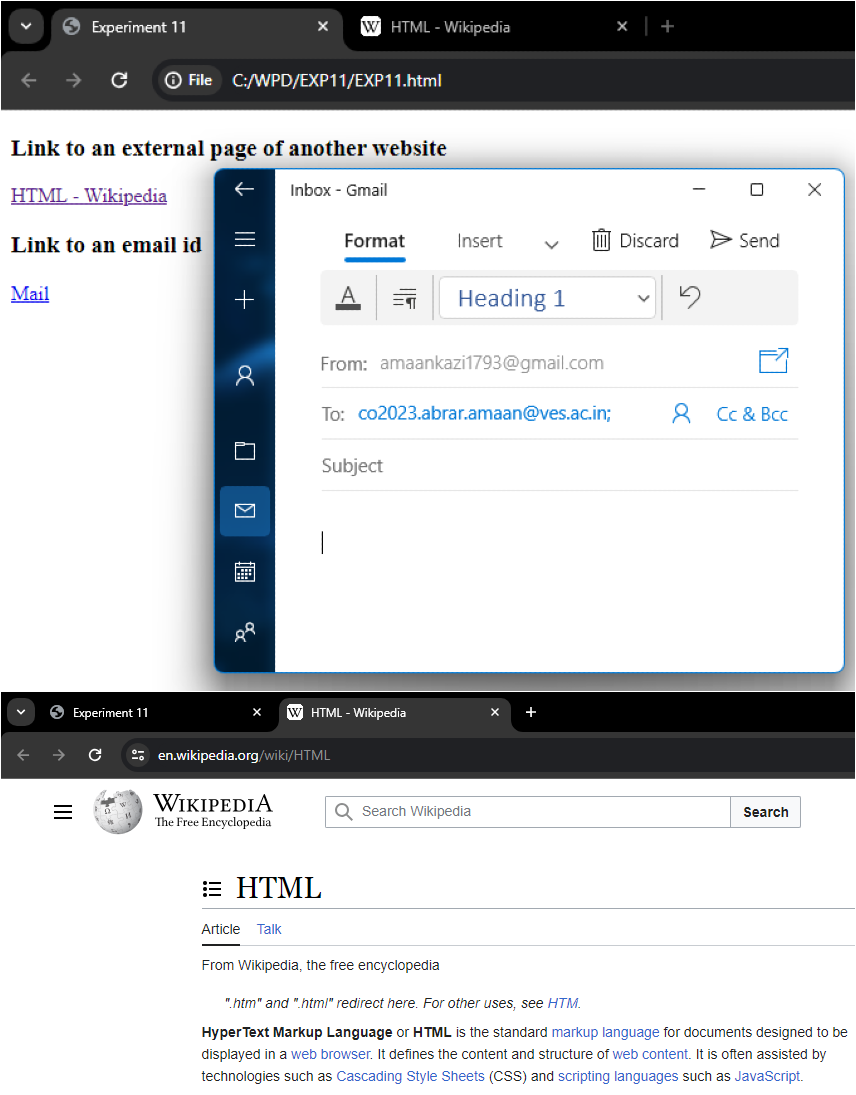 Experiment 11
HTML - Wikipedia
File C:/WPD/EXP11/EXP11.html
Link to an external page of another website
HTML - Wikipedia
Link to an email id
Mail
Inbox - Gmail
Format Insert Discard Send
Heading 1
From: amaankazi1793@gmail.com
To: co2023.abrar.amaan@ves.ac.in; Cc & Bcc
Subject
Experiment 11
HTML - Wikipedia
en.wikipedia.org/wiki/HTML
WIKIPEDIA
The Free Encyclopedia
Search Wikipedia Search
HTML
Article Talk
From Wikipedia, the free encyclopedia
".htm" and ".html" redirect here. For other uses, see HTM.
HyperText Markup Language or HTML is the standard markup language for documents designed to be
displayed in a web browser. It defines the content and structure of web content. It is often assisted by
technologies such as Cascading Style Sheets (CSS) and scripting languages such as JavaScript.